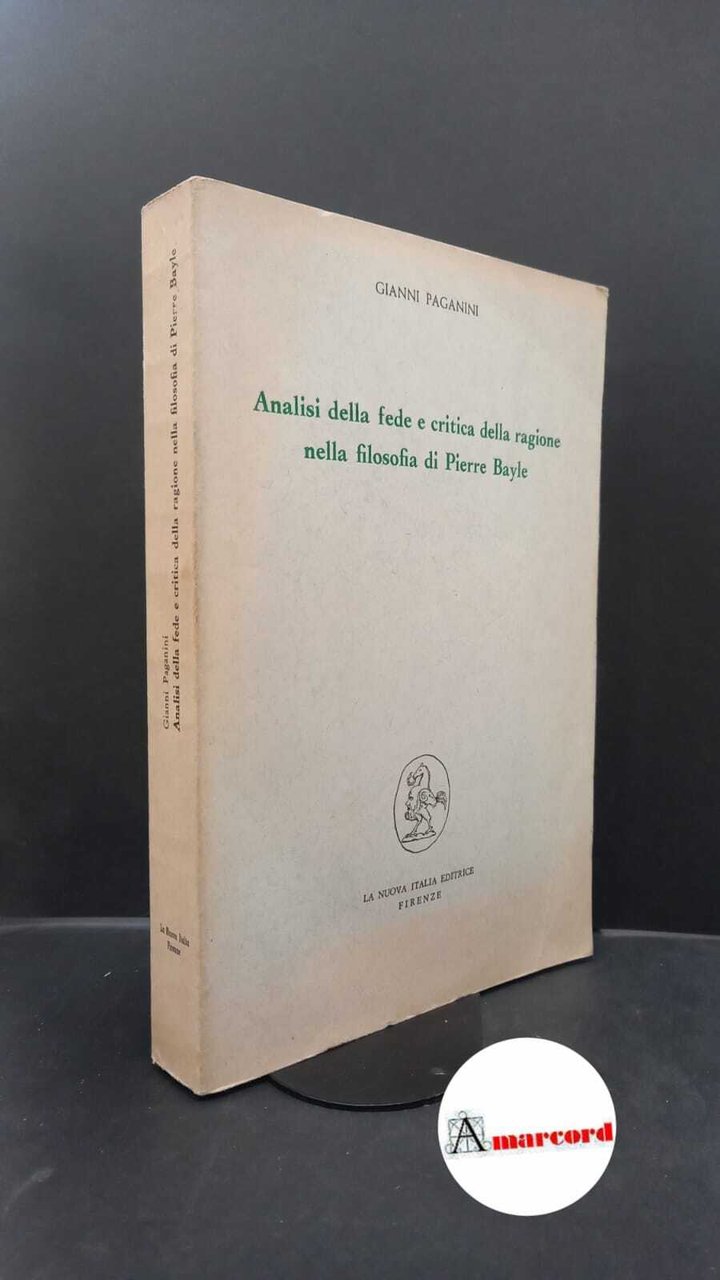 GIANNI PAGANINI
Analisi della fede e critica della ragione
nella filosofia di Pierre Bayle
LA NUOVA ITALIA EDITRICE
FIRENZE
Gianni Paganini
Analisi della fede e critica della ragione nella filosofia di Pierre Bayle
La Nuova Italia
Firenze
Amarcord